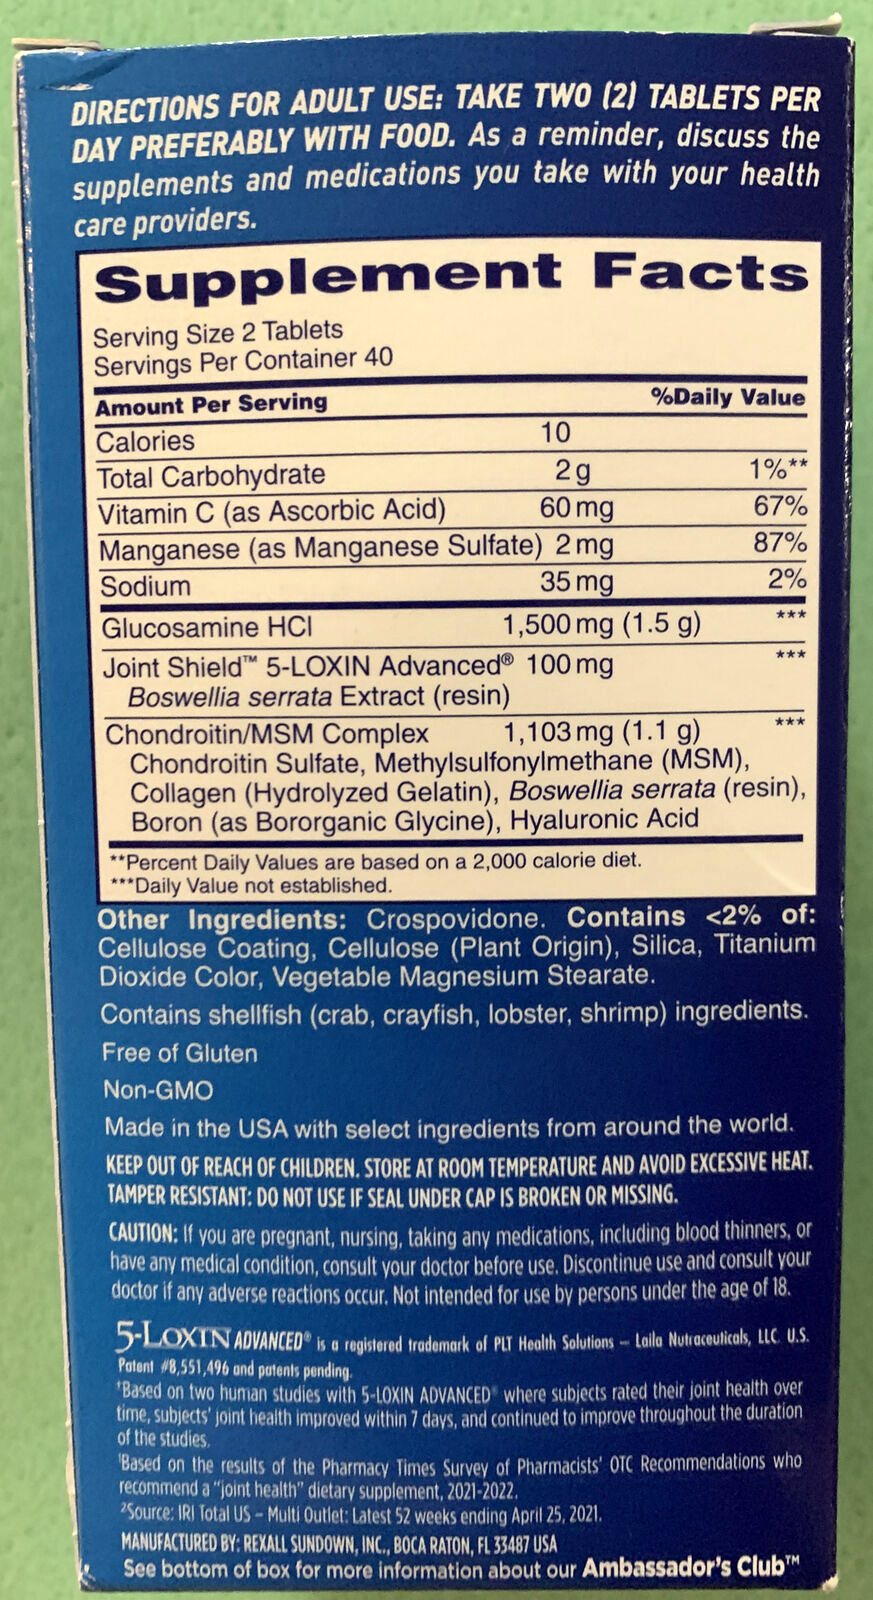 DIRECTIONS FOR ADULT USE: TAKE TWO (2) TABLETS PER
DAY PREFERABLY WITH FOOD. As a reminder, discuss the
supplements and medications you take with your health
care providers.
Supplement Facts
Serving Size 2 Tablets
Servings Per Container 40
Amount Per Serving %Daily Value
Calories 10
Total Carbohydrate 2 g 1%**
Vitamin C (as Ascorbic Acid) 60 mg 67%
Manganese (as Manganese Sulfate) 2 mg 87%
Sodium 35 mg 2%
Glucosamine HCl 1,500 mg (1.5 g) ***
Joint Shield™ 5-LOXIN Advanced® 100 mg ***
Boswellia serrata Extract (resin)
Chondroitin/MSM Complex 1,103 mg (1.1 g) ***
Chondroitin Sulfate, Methylsulfonylmethane (MSM),
Collagen (Hydrolyzed Gelatin), Boswellia serrata (resin),
Boron (as Bororganic Glycine), Hyaluronic Acid
**Percent Daily Values are based on a 2,000 calorie diet.
***Daily Value not established.
Other Ingredients: Crospovidone. Contains <2% of:
Cellulose Coating, Cellulose (Plant Origin), Silica, Titanium
Dioxide Color, Vegetable Magnesium Stearate.
Contains shellfish (crab, crayfish, lobster, shrimp) ingredients.
Free of Gluten
Non-GMO
Made in the USA with select ingredients from around the world.
KEEP OUT OF REACH OF CHILDREN. STORE AT ROOM TEMPERATURE AND AVOID EXCESSIVE HEAT.
TAMPER RESISTANT: DO NOT USE IF SEAL UNDER CAP IS BROKEN OR MISSING.
CAUTION: If you are pregnant, nursing, taking any medications, including blood thinners, or
have any medical condition, consult your doctor before use. Discontinue use and consult your
doctor if any adverse reactions occur. Not intended for use by persons under the age of 18.
5-LOXIN ADVANCED® is a registered trademark of PLT Health Solutions – Laila Nutraceuticals, LLC. U.S.
Patent #8,551,496 and patents pending.
†Based on two human studies with 5-LOXIN ADVANCED® where subjects rated their joint health over
time, subjects' joint health improved within 7 days, and continued to improve throughout the duration
of the studies.
¹Based on the results of the Pharmacy Times Survey of Pharmacists' OTC Recommendations who
recommend a "joint health" dietary supplement, 2021-2022.
²Source: IRI Total US – Multi Outlet: Latest 52 weeks ending April 25, 2021.
MANUFACTURED BY: REXALL SUNDOWN, INC., BOCA RATON, FL 33487 USA
See bottom of box for more information about our Ambassador's Club™